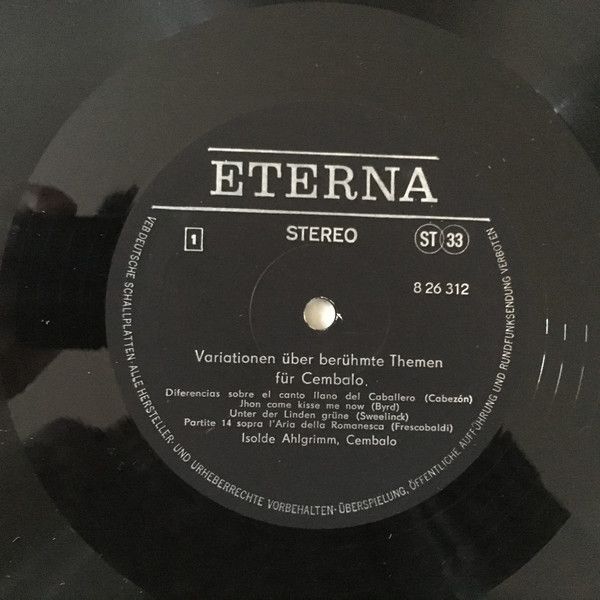 ETERNA
1
STEREO
ST 33
8 26 312
Variationen über berühmte Themen
für Cembalo.
Diferencias sobre el canto llano del Caballero (Cabezón)
Jhon come kisse me now (Byrd)
Unter der Linden grüne (Sweelinck)
Partite 14 sopra l'Aria della Romanesca (Frescobaldi)
Isolde Ahlgrimm, Cembalo
VEB DEUTSCHE SCHALLPLATTEN · ALLE HERSTELLER- UND URHEBERRECHTE VORBEHALTEN · ÜBERSPIELUNG, ÖFFENTLICHE AUFFÜHRUNG UND RUNDFUNKSENDUNG VERBOTEN